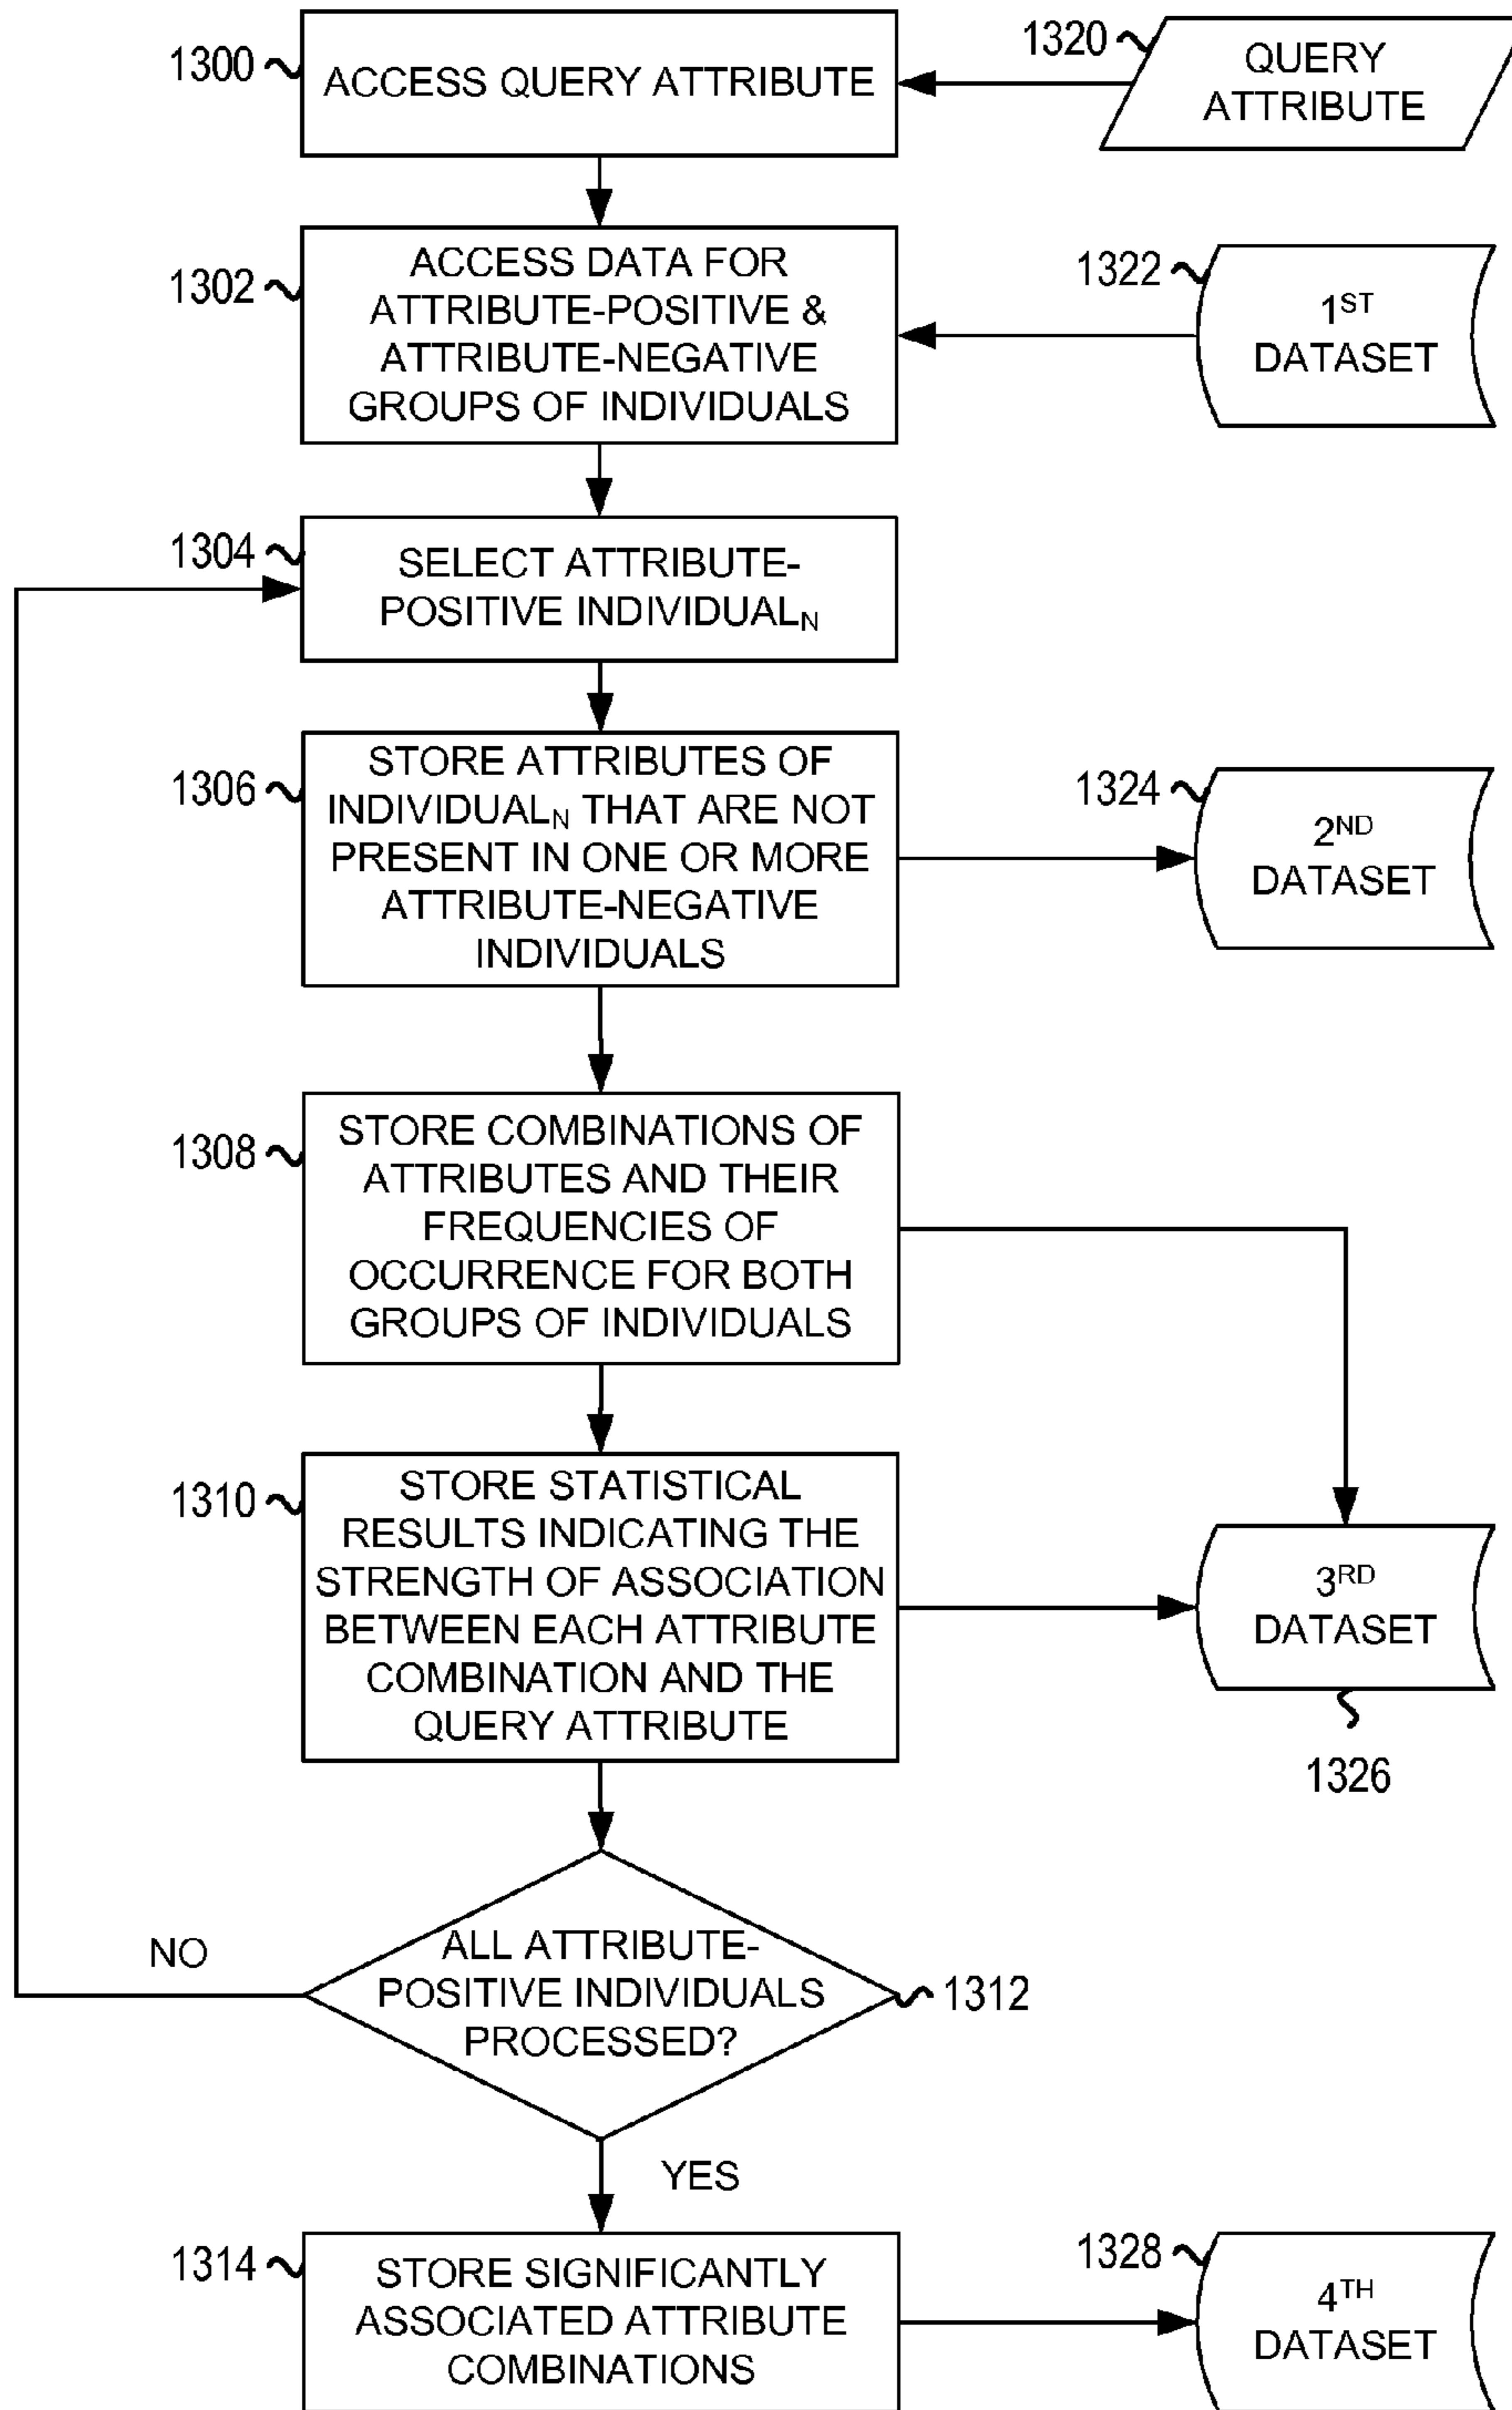 1300
ACCESS QUERY ATTRIBUTE
1320
QUERY
ATTRIBUTE
1302
ACCESS DATA FOR
ATTRIBUTE-POSITIVE &
ATTRIBUTE-NEGATIVE
GROUPS OF INDIVIDUALS
1322
1ST
DATASET
1304
SELECT ATTRIBUTE-
POSITIVE INDIVIDUALN
1306
STORE ATTRIBUTES OF
INDIVIDUALN THAT ARE NOT
PRESENT IN ONE OR MORE
ATTRIBUTE-NEGATIVE
INDIVIDUALS
1324
2ND
DATASET
1308
STORE COMBINATIONS OF
ATTRIBUTES AND THEIR
FREQUENCIES OF
OCCURRENCE FOR BOTH
GROUPS OF INDIVIDUALS
1310
STORE STATISTICAL
RESULTS INDICATING THE
STRENGTH OF ASSOCIATION
BETWEEN EACH ATTRIBUTE
COMBINATION AND THE
QUERY ATTRIBUTE
3RD
DATASET
1326
NO
ALL ATTRIBUTE-
POSITIVE INDIVIDUALS
PROCESSED?
1312
YES
1314
STORE SIGNIFICANTLY
ASSOCIATED ATTRIBUTE
COMBINATIONS
1328
4TH
DATASET